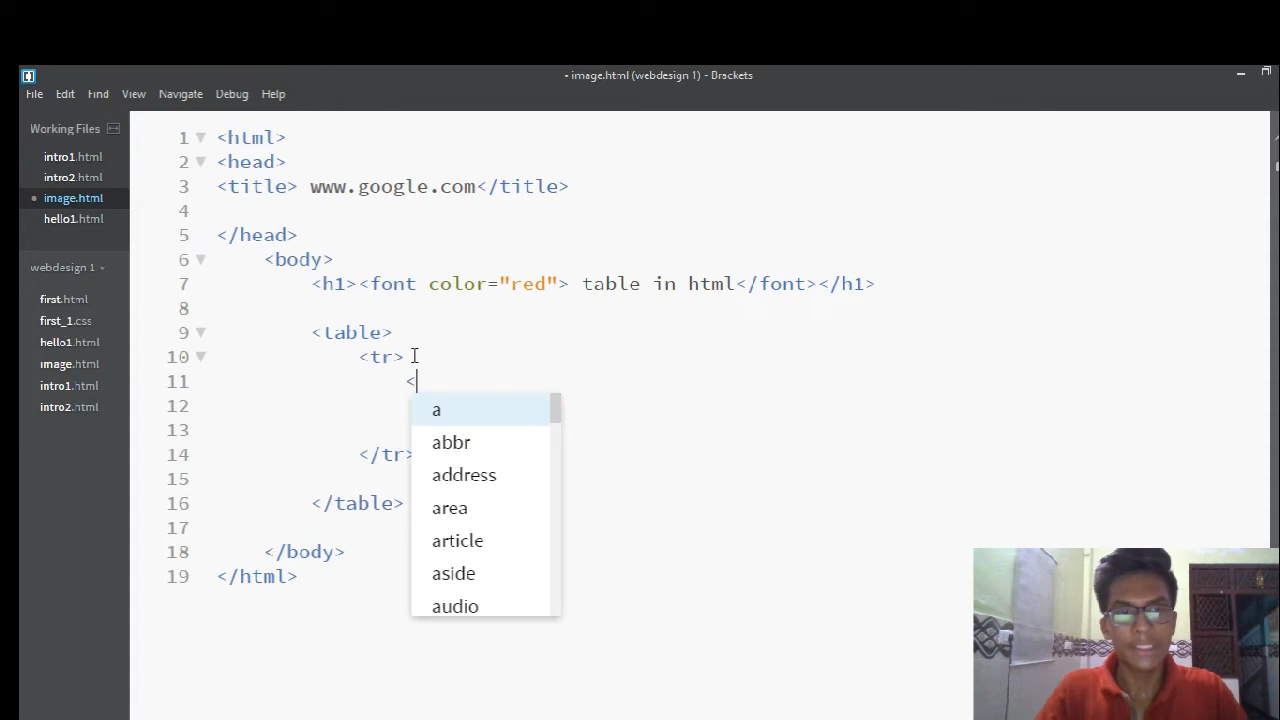 • image.html (webdesign 1) - Brackets
File Edit Find View Navigate Debug Help
Working Files
intro1.html
intro2.html
• image.html
hello1.html
webdesign 1
first.html
first_1.css
hello1.html
image.html
intro1.html
intro2.html
1 <html>
2 <head>
3 <title> www.google.com</title>
4
5 </head>
6 <body>
7 <h1><font color="red"> table in html</font></h1>
8
9 <table>
10 <tr>
11 <
12
13
14 </tr>
15
16 </table>
17
18 </body>
19 </html>
a
abbr
address
area
article
aside
audio